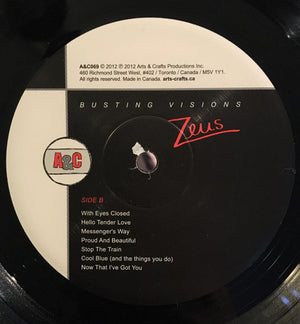 A&C069 © 2012 ℗ 2012 Arts & Crafts Productions Inc.
460 Richmond Street West, #402 / Toronto / Canada / M5V 1Y1.
All rights reserved. Made in Canada. arts-crafts.ca
BUSTING VISIONS
Zeus
A&C
SIDE B
With Eyes Closed
Hello Tender Love
Messenger's Way
Proud And Beautiful
Stop The Train
Cool Blue (and the things you do)
Now That I've Got You